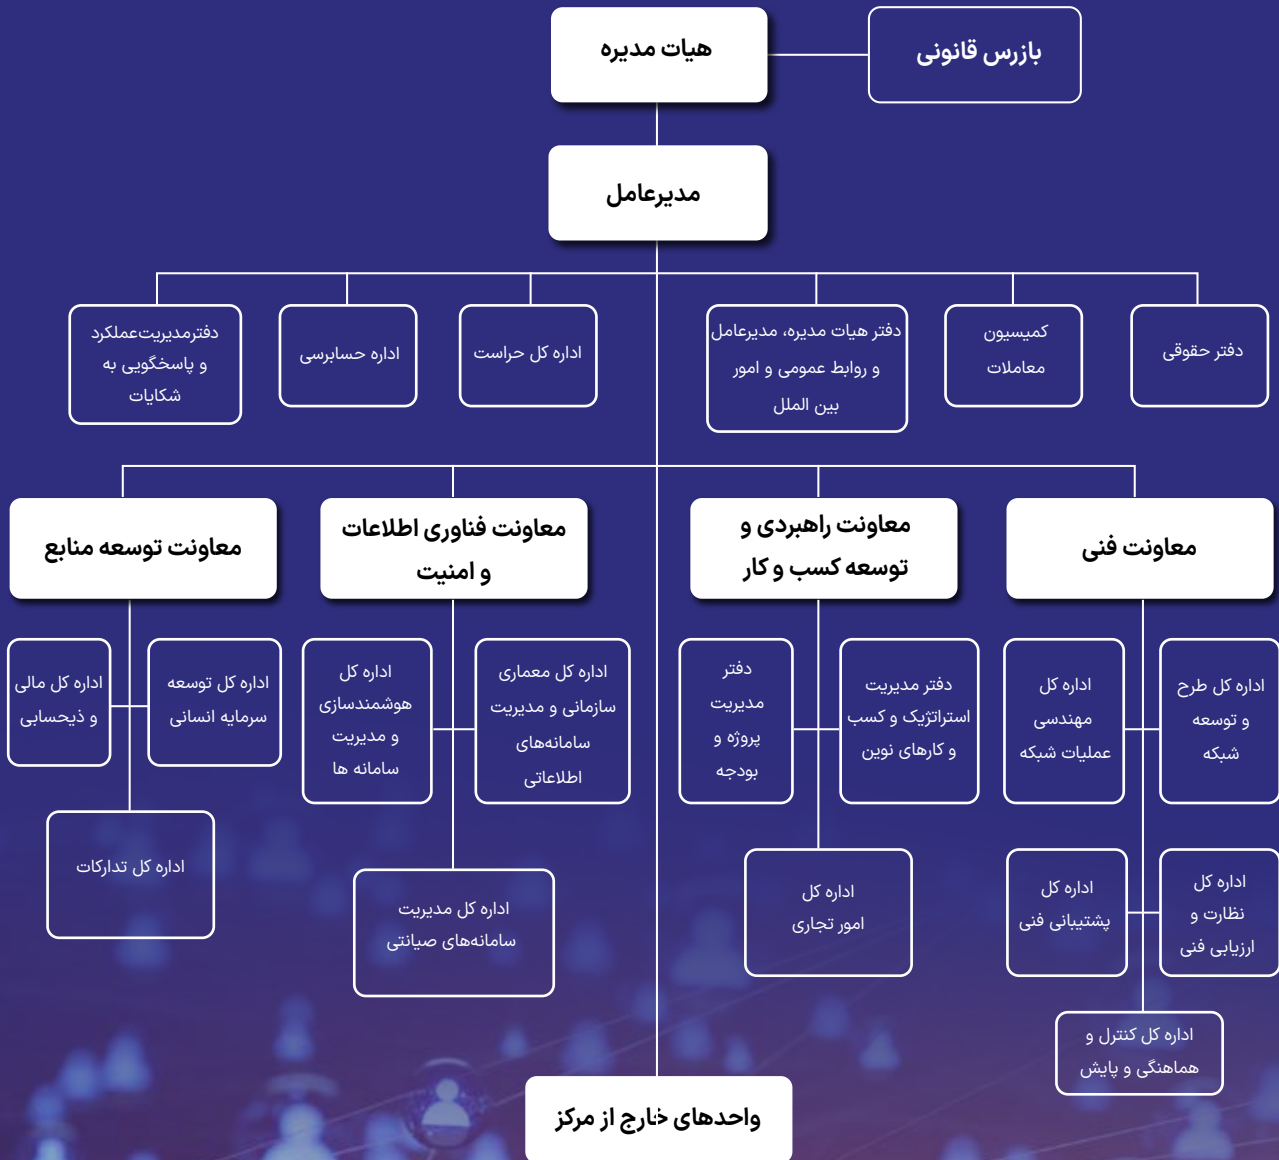 هیات مدیره
بازرس قانونی
مدیرعامل
دفتر حقوقی
کمیسیون
معاملات
دفتر هیات مدیره، مدیرعامل
و روابط عمومی و امور
بین الملل
اداره کل حراست
اداره حسابرسی
دفترمدیریت‌عملکرد
و پاسخگویی به
شکایات
معاونت فنی
معاونت راهبردی و
توسعه کسب و کار
معاونت فناوری اطلاعات
و امنیت
معاونت توسعه منابع
اداره کل طرح
و توسعه
شبکه
اداره کل
مهندسی
عملیات شبکه
دفتر مدیریت
استراتژیک و کسب
و کارهای نوین
دفتر
مدیریت
پروژه و
بودجه
اداره کل معماری
سازمانی و مدیریت
سامانه‌های
اطلاعاتی
اداره کل
هوشمندسازی
و مدیریت
سامانه ها
اداره کل توسعه
سرمایه انسانی
اداره کل مالی
و ذیحسابی
اداره کل
نظارت و
ارزیابی فنی
اداره کل
پشتیبانی فنی
اداره کل
امور تجاری
اداره کل مدیریت
سامانه‌های صیانتی
اداره کل تدارکات
اداره کل کنترل و
هماهنگی و پایش
واحدهای خارج از مرکز